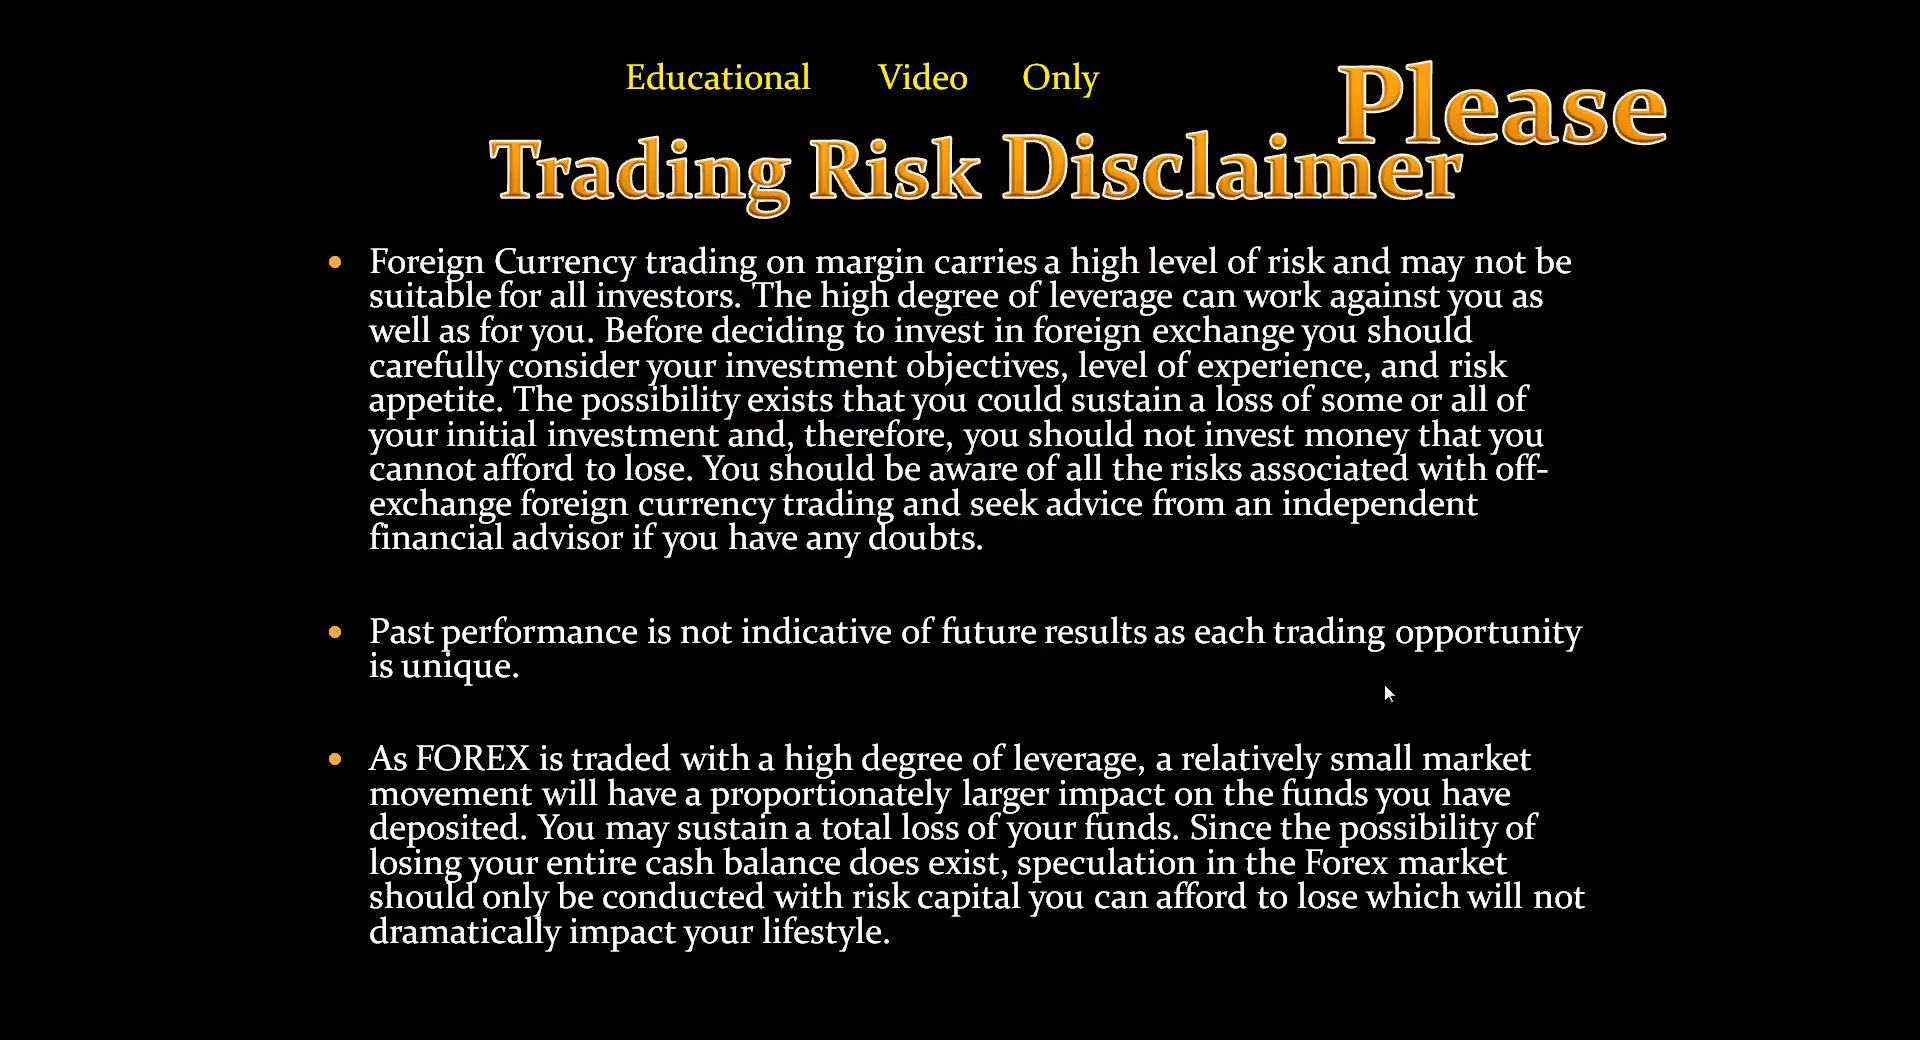 Educational Video Only
Please
Trading Risk Disclaimer
• Foreign Currency trading on margin carries a high level of risk and may not be
suitable for all investors. The high degree of leverage can work against you as
well as for you. Before deciding to invest in foreign exchange you should
carefully consider your investment objectives, level of experience, and risk
appetite. The possibility exists that you could sustain a loss of some or all of
your initial investment and, therefore, you should not invest money that you
cannot afford to lose. You should be aware of all the risks associated with off-
exchange foreign currency trading and seek advice from an independent
financial advisor if you have any doubts.
• Past performance is not indicative of future results as each trading opportunity
is unique.
• As FOREX is traded with a high degree of leverage, a relatively small market
movement will have a proportionately larger impact on the funds you have
deposited. You may sustain a total loss of your funds. Since the possibility of
losing your entire cash balance does exist, speculation in the Forex market
should only be conducted with risk capital you can afford to lose which will not
dramatically impact your lifestyle.